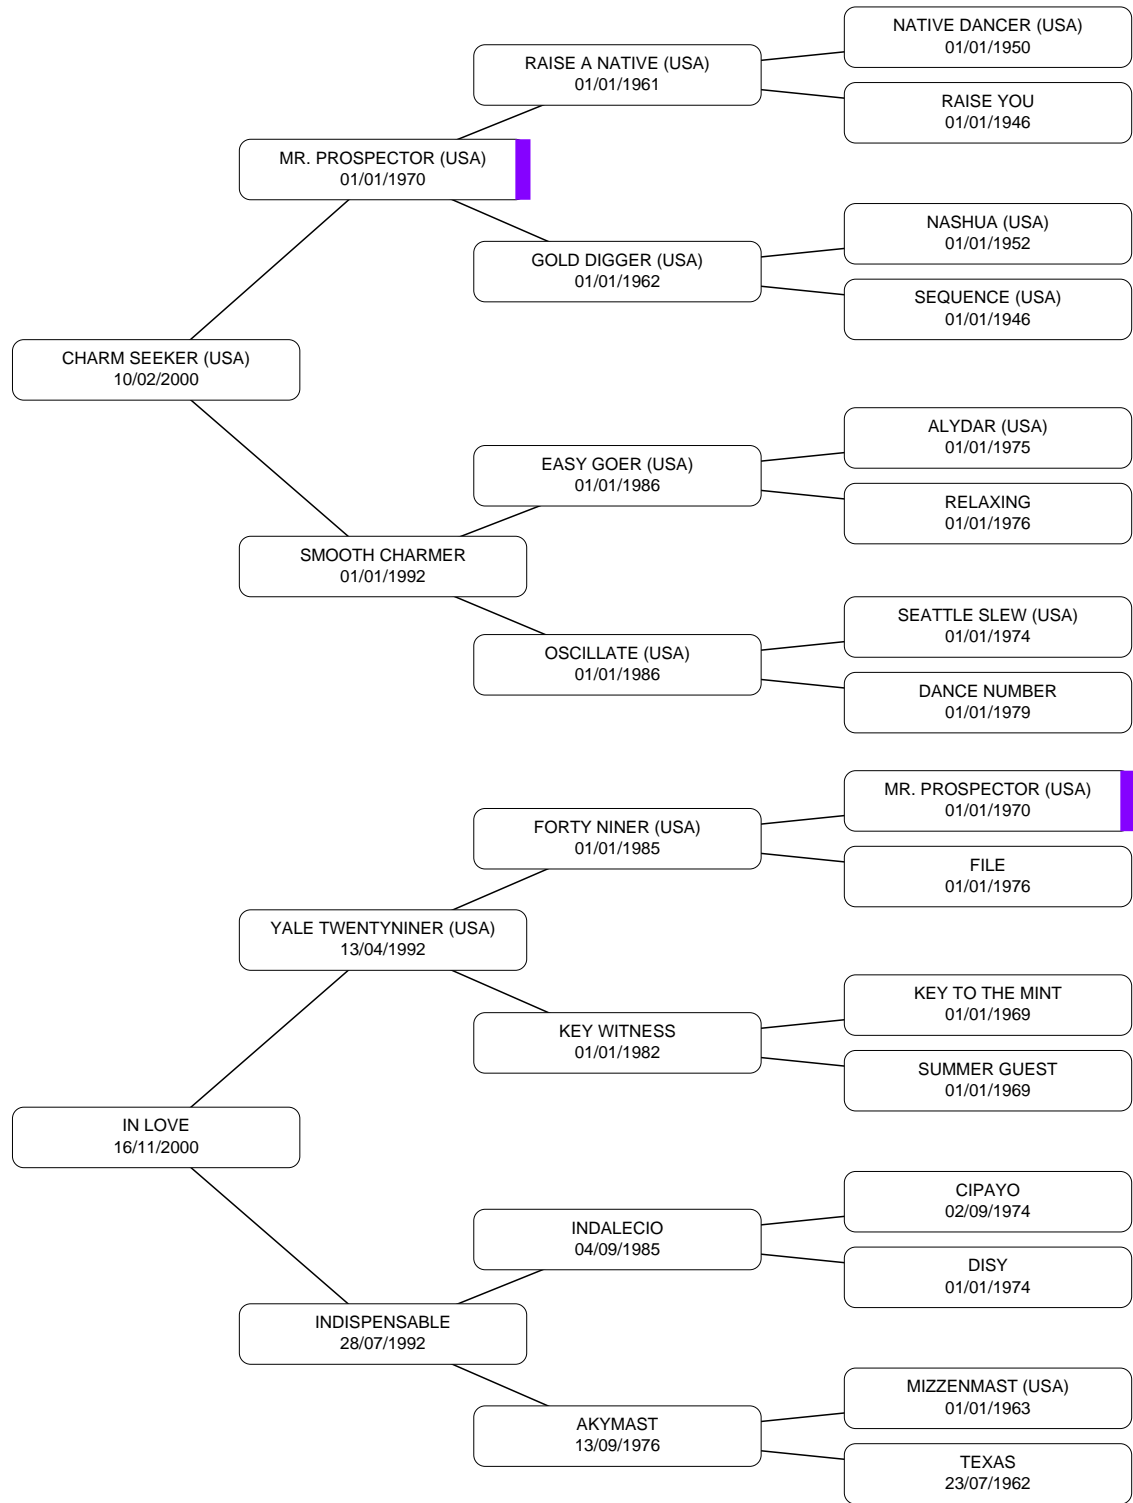 NATIVE DANCER (USA)
01/01/1950
RAISE A NATIVE (USA)
01/01/1961
RAISE YOU
01/01/1946
MR. PROSPECTOR (USA)
01/01/1970
NASHUA (USA)
01/01/1952
GOLD DIGGER (USA)
01/01/1962
SEQUENCE (USA)
01/01/1946
CHARM SEEKER (USA)
10/02/2000
ALYDAR (USA)
01/01/1975
EASY GOER (USA)
01/01/1986
RELAXING
01/01/1976
SMOOTH CHARMER
01/01/1992
SEATTLE SLEW (USA)
01/01/1974
OSCILLATE (USA)
01/01/1986
DANCE NUMBER
01/01/1979
MR. PROSPECTOR (USA)
01/01/1970
FORTY NINER (USA)
01/01/1985
FILE
01/01/1976
YALE TWENTYNINER (USA)
13/04/1992
KEY TO THE MINT
01/01/1969
KEY WITNESS
01/01/1982
SUMMER GUEST
01/01/1969
IN LOVE
16/11/2000
CIPAYO
02/09/1974
INDALECIO
04/09/1985
DISY
01/01/1974
INDISPENSABLE
28/07/1992
MIZZENMAST (USA)
01/01/1963
AKYMAST
13/09/1976
TEXAS
23/07/1962